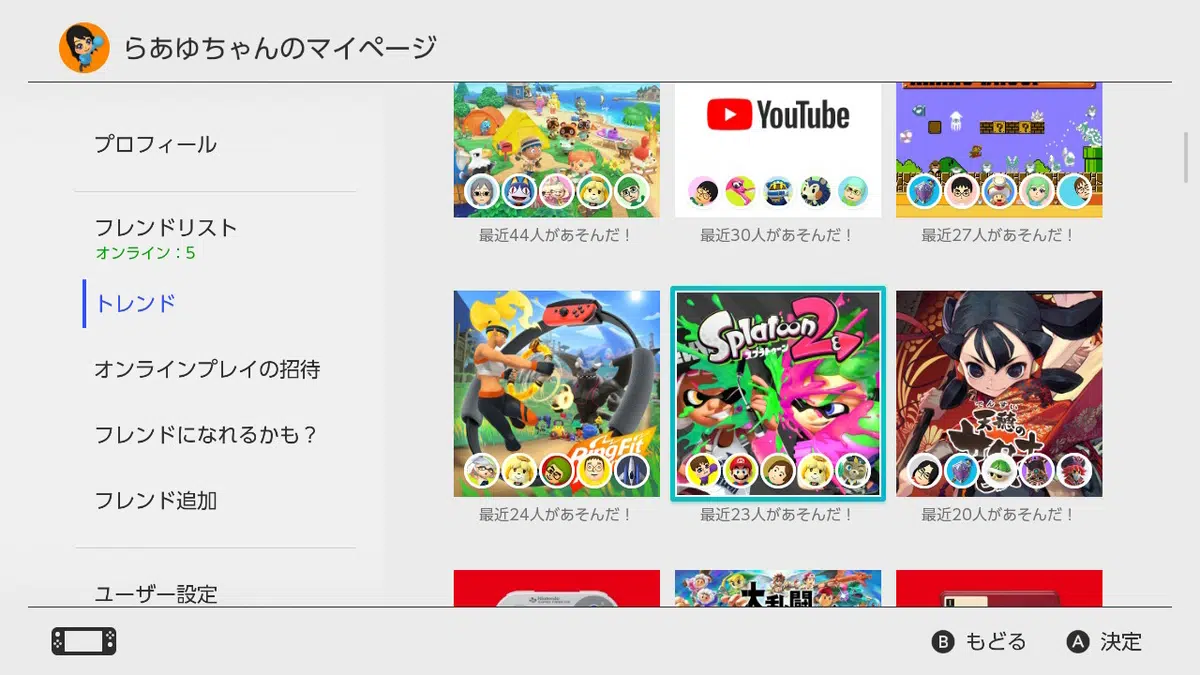 らあゆちゃんのマイページ
プロフィール
フレンドリスト
オンライン：5
トレンド
オンラインプレイの招待
フレンドになれるかも？
フレンド追加
ユーザー設定
YouTube
最近44人があそんだ！
最近30人があそんだ！
最近27人があそんだ！
RingFit
Splatoon 2
スプラトゥーン
てんすい
天穂の
最近24人があそんだ！
最近23人があそんだ！
最近20人があそんだ！
Nintendo
大乱闘
B もどる
A 決定